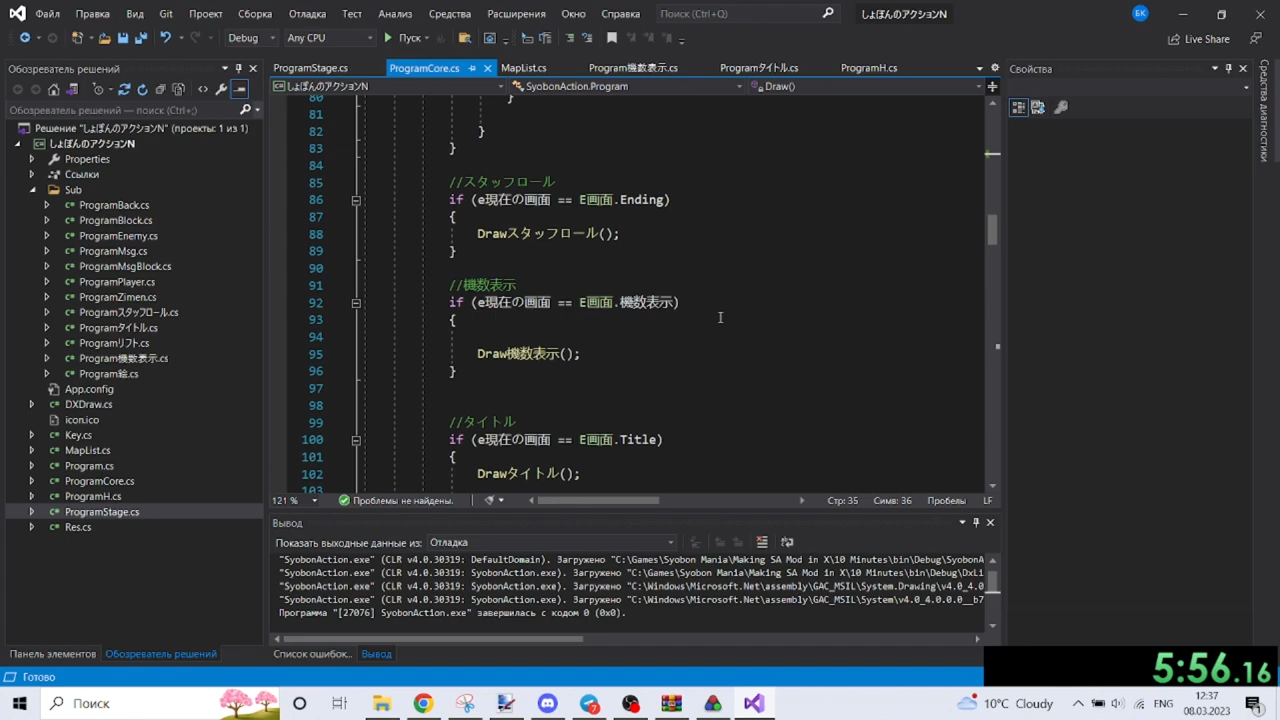 Файл Правка Вид Git Проект Сборка Отладка Тест Анализ Средства Расширения Окно Справка Поиск (Ctrl+Q) しょぼんのアクションN БК
Debug Any CPU Пуск Live Share
Обозреватель решений
ProgramStage.cs ProgramCore.cs MapList.cs Program機数表示.cs Programタイトル.cs ProgramH.cs
Свойства
しょぼんのアクションN SyobonAction.Program Draw()
Обозреватель решений — поиск (Ctrl+;)
Решение "しょぼんのアクションN" (проекты: 1 из 1)
しょぼんのアクションN
Properties
Ссылки
Sub
ProgramBack.cs
ProgramBlock.cs
ProgramEnemy.cs
ProgramMsg.cs
ProgramMsgBlock.cs
ProgramPlayer.cs
ProgramZimen.cs
Programスタッフロール.cs
Programタイトル.cs
Programリフト.cs
Program機数表示.cs
Program絵.cs
App.config
DXDraw.cs
icon.ico
Key.cs
MapList.cs
Program.cs
ProgramCore.cs
ProgramH.cs
ProgramStage.cs
Res.cs
80 }
81
82 }
83 }
84
85 //スタッフロール
86 if (e現在の画面 == E画面.Ending)
87 {
88 Drawスタッフロール();
89 }
90
91 //機数表示
92 if (e現在の画面 == E画面.機数表示)
93 {
94
95 Draw機数表示();
96 }
97
98
99 //タイトル
100 if (e現在の画面 == E画面.Title)
101 {
102 Drawタイトル();
103
121 % Проблемы не найдены. Стр: 35 Симв: 36 Пробелы LF
Вывод
Показать выходные данные из: Отладка
"SyobonAction.exe" (CLR v4.0.30319: DefaultDomain). Загружено "C:\Games\Syobon Mania\Making SA Mod in X\10 Minutes\bin\Debug\SyobonA
"SyobonAction.exe" (CLR v4.0.30319: SyobonAction.exe). Загружено "C:\Games\Syobon Mania\Making SA Mod in X\10 Minutes\bin\Debug\DxLi
"SyobonAction.exe" (CLR v4.0.30319: SyobonAction.exe). Загружено "C:\Windows\Microsoft.Net\assembly\GAC_MSIL\System.Drawing\v4.0_4.0
"SyobonAction.exe" (CLR v4.0.30319: SyobonAction.exe). Загружено "C:\Windows\Microsoft.Net\assembly\GAC_MSIL\System\v4.0_4.0.0.0__b7
Программа "[27076] SyobonAction.exe" завершилась с кодом 0 (0x0).
Панель элементов Обозреватель решений Список ошибок... Вывод
Средства диагностики
Готово
5:56.16
Поиск 10°C Cloudy ENG 12:37
08.03.2023